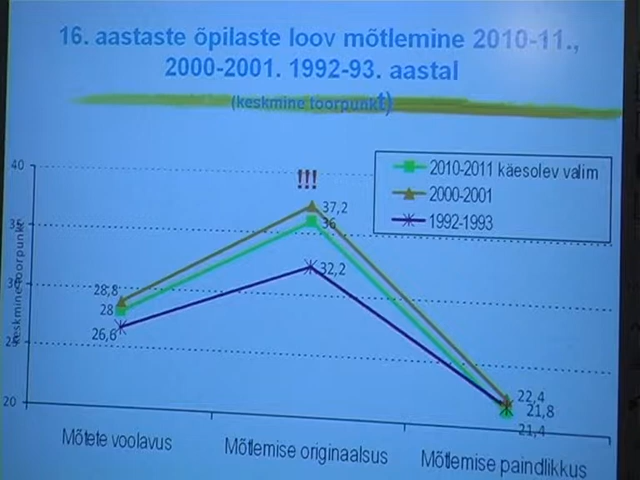 16. aastaste õpilaste loov mõtlemine 2010-11.,
2000-2001. 1992-93. aastal
(keskmine toorpunkt)
2010-2011 käesolev valim
2000-2001
1992-1993
!!!
keskmine toorpunkt
40
35
30
25
20
28,8
28
26,6
37,2
36
32,2
22,4
21,8
21,4
Mõtete voolavus
Mõtlemise originaalsus
Mõtlemise paindlikkus